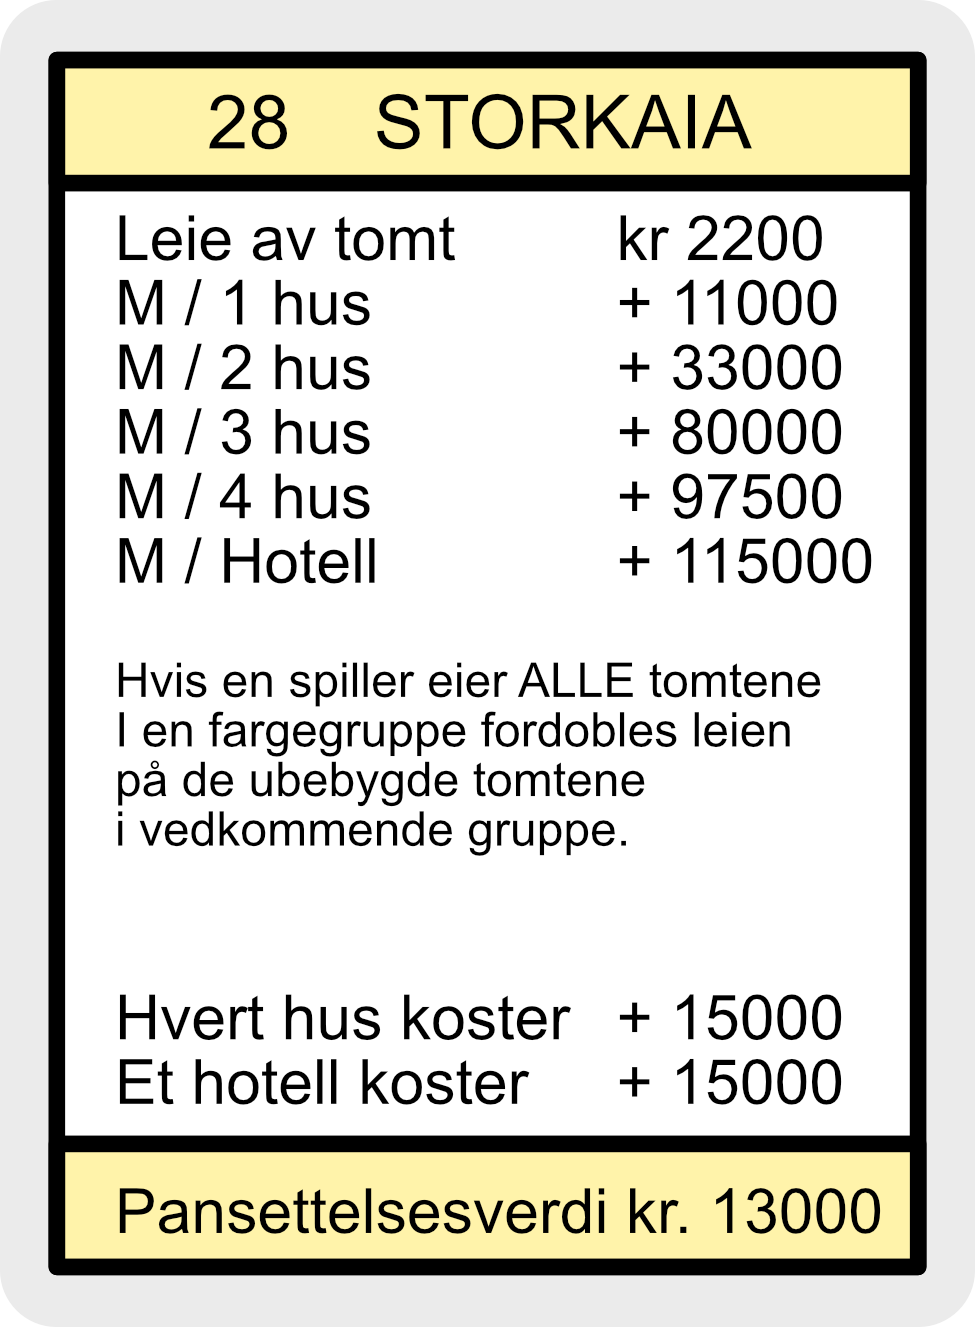 28 STORKAIA
Leie av tomt kr 2200
M / 1 hus + 11000
M / 2 hus + 33000
M / 3 hus + 80000
M / 4 hus + 97500
M / Hotell + 115000
Hvis en spiller eier ALLE tomtene
I en fargegruppe fordobles leien
på de ubebygde tomtene
i vedkommende gruppe.
Hvert hus koster + 15000
Et hotell koster + 15000
Pansettelsesverdi kr. 13000